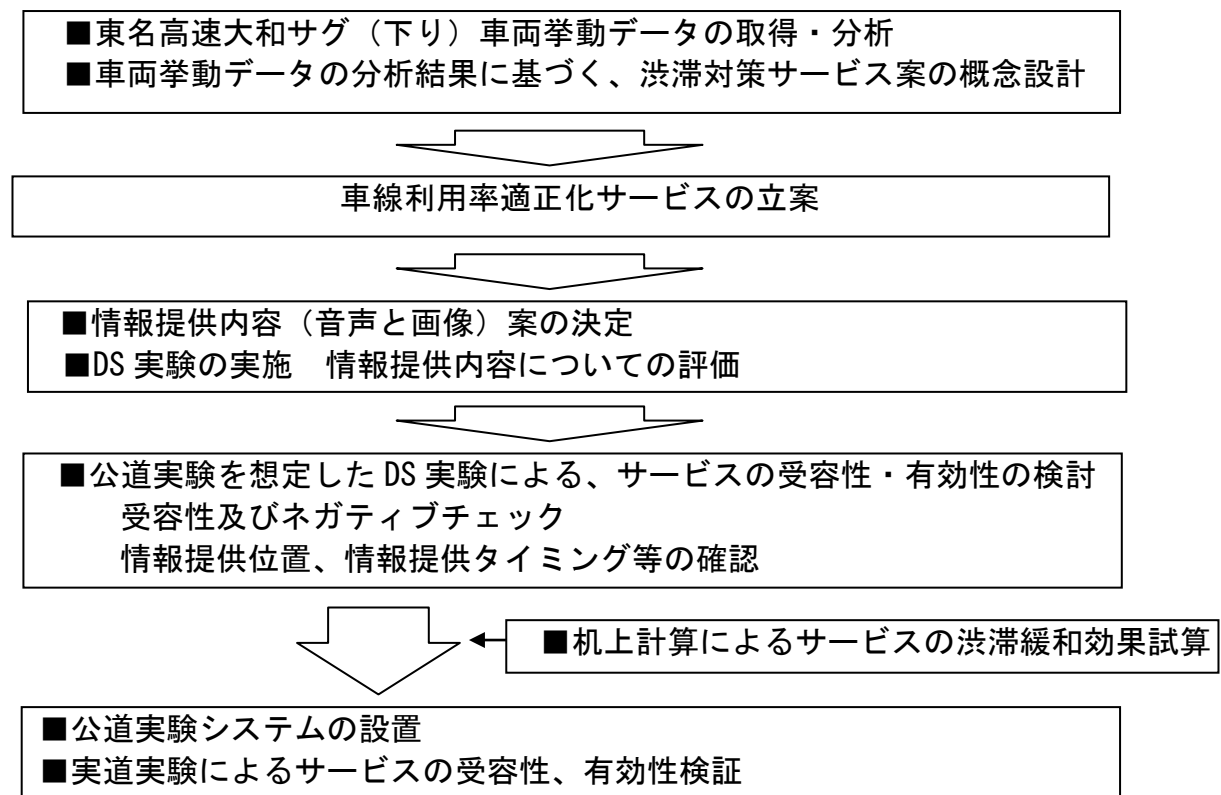 ■東名高速大和サグ（下り）車両挙動データの取得・分析
■車両挙動データの分析結果に基づく、渋滞対策サービス案の概念設計
車線利用率適正化サービスの立案
■情報提供内容（音声と画像）案の決定
■DS実験の実施　情報提供内容についての評価
■公道実験を想定したDS実験による、サービスの受容性・有効性の検討
受容性及びネガティブチェック
情報提供位置、情報提供タイミング等の確認
■机上計算によるサービスの渋滞緩和効果試算
■公道実験システムの設置
■実道実験によるサービスの受容性、有効性検証